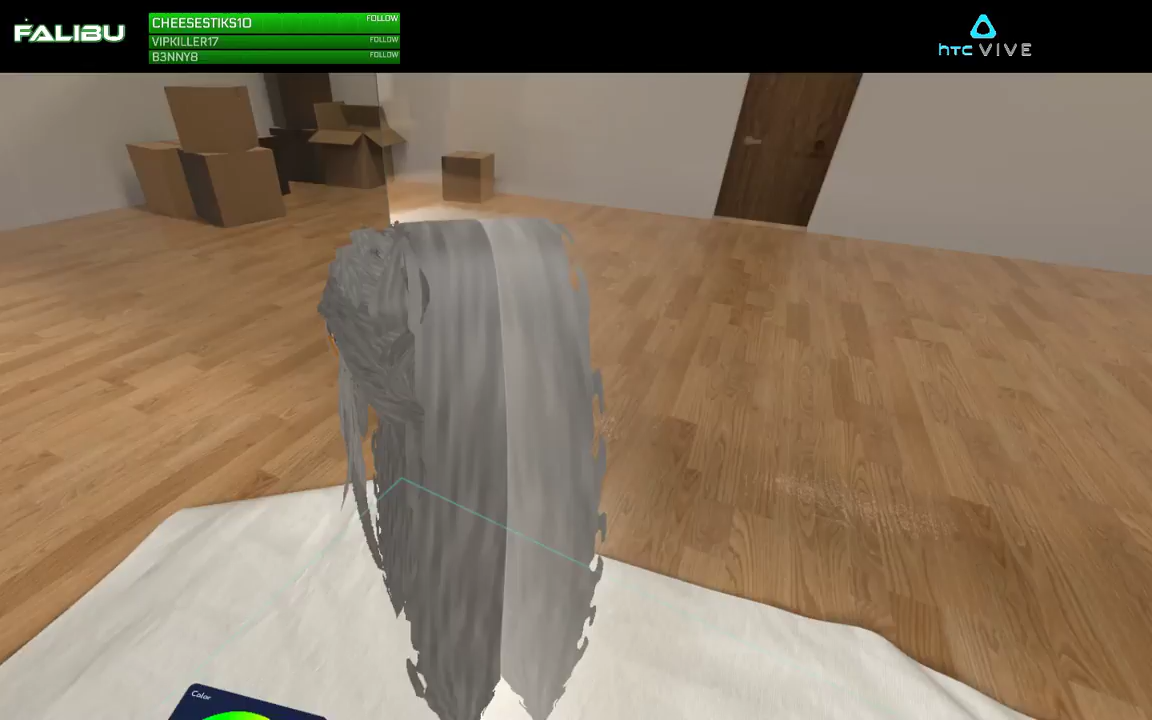 FALIBU
CHEESESTIKS10 FOLLOW
VIPKILLER17 FOLLOW
B3NNY8 FOLLOW
htc VIVE
Color